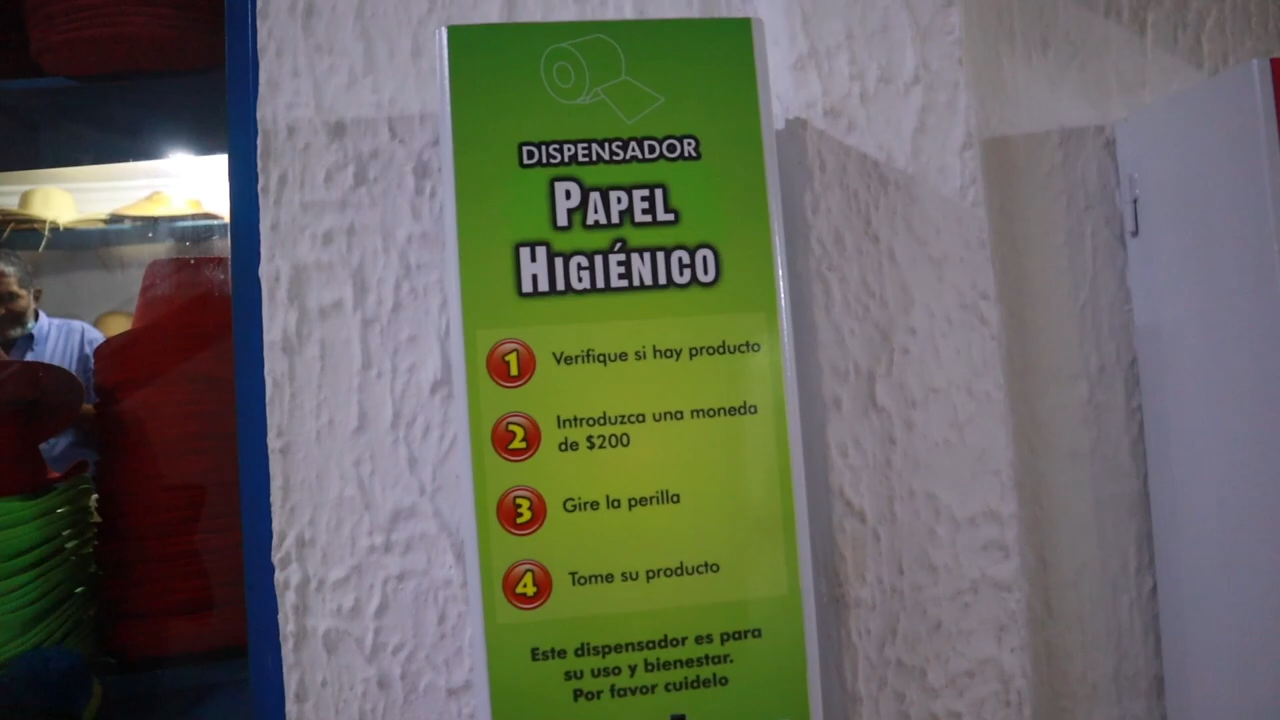 DISPENSADOR
PAPEL
HIGIÉNICO
1 Verifique si hay producto
2 Introduzca una moneda
de $200
3 Gire la perilla
4 Tome su producto
Este dispensador es para
su uso y bienestar.
Por favor cuidelo